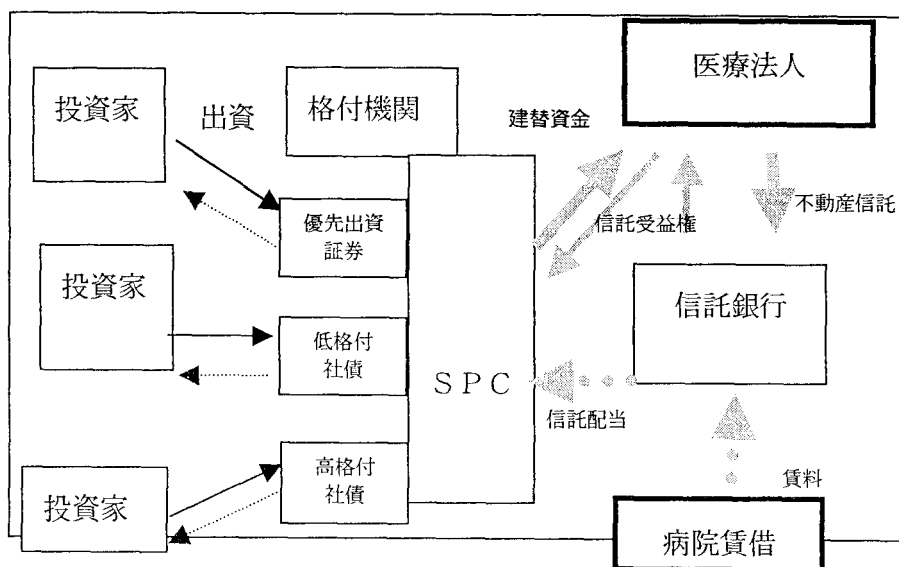 医療法人
投資家
出資
格付機関
建替資金
信託受益権
不動産信託
優先出資
証券
投資家
信託銀行
低格付
社債
SPC
信託配当
高格付
社債
賃料
投資家
病院賃借